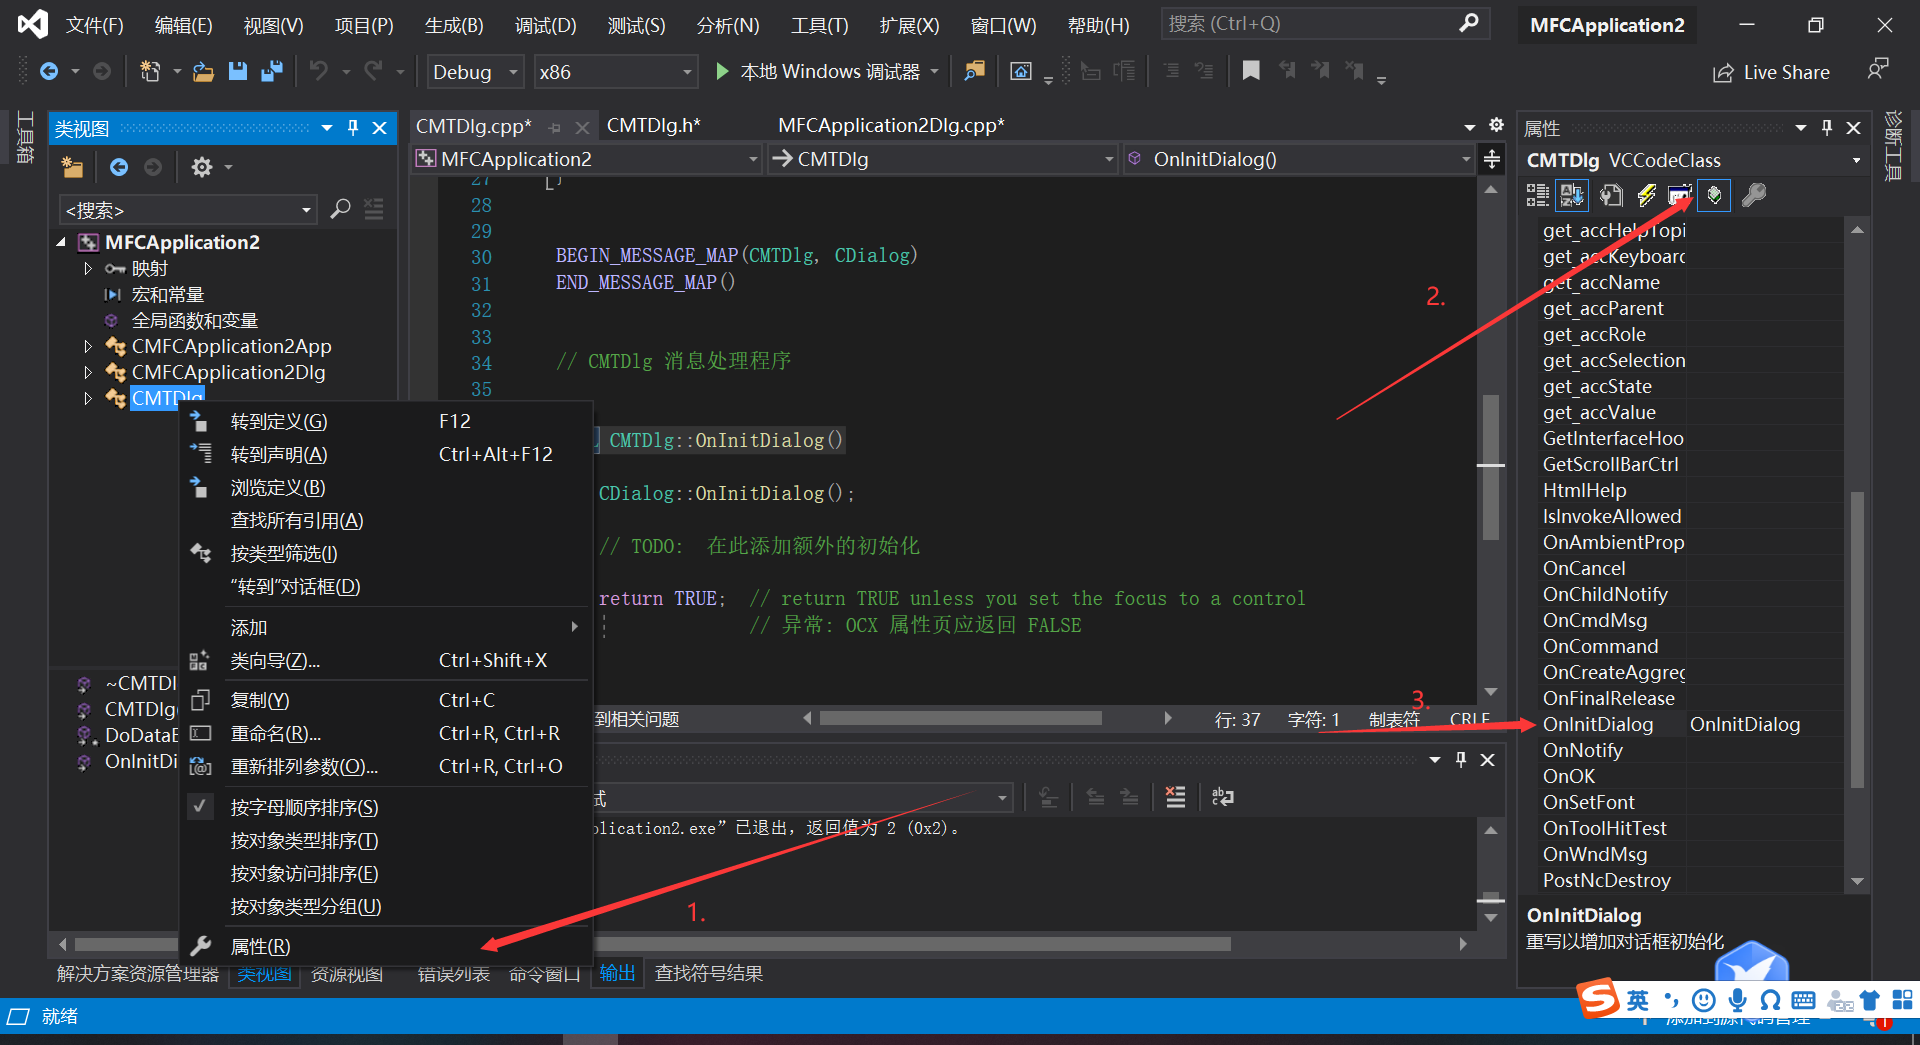 文件(F) 编辑(E) 视图(V) 项目(P) 生成(B) 调试(D) 测试(S) 分析(N) 工具(T) 扩展(X) 窗口(W) 帮助(H) 搜索 (Ctrl+Q) MFCApplication2
Debug x86 本地 Windows 调试器 Live Share
工具箱
类视图
<搜索>
MFCApplication2
映射
宏和常量
全局函数和变量
CMFCApplication2App
CMFCApplication2Dlg
CMTDlg
~CMTDl
CMTDlg(
DoDataE
OnInitDi
转到定义(G) F12
转到声明(A) Ctrl+Alt+F12
浏览定义(B)
查找所有引用(A)
按类型筛选(I)
“转到”对话框(D)
添加
类向导(Z)... Ctrl+Shift+X
复制(Y) Ctrl+C
重命名(R)... Ctrl+R, Ctrl+R
重新排列参数(O)... Ctrl+R, Ctrl+O
按字母顺序排序(S)
按对象类型排序(T)
按对象访问排序(E)
按对象类型分组(U)
属性(R)
CMTDlg.cpp* CMTDlg.h* MFCApplication2Dlg.cpp*
MFCApplication2 CMTDlg OnInitDialog()
27 }
28
29
30 BEGIN_MESSAGE_MAP(CMTDlg, CDialog)
31 END_MESSAGE_MAP()
32
33
34 // CMTDlg 消息处理程序
35
CMTDlg::OnInitDialog()
CDialog::OnInitDialog();
// TODO: 在此添加额外的初始化
return TRUE; // return TRUE unless you set the focus to a control
// 异常: OCX 属性页应返回 FALSE
到相关问题 行: 37 字符: 1 制表符 CRLF
试
plication2.exe”已退出，返回值为 2 (0x2)。
1.
2.
3.
解决方案资源管理器 类视图 资源视图 错误列表 命令窗口 输出 查找符号结果
属性
CMTDlg VCCodeClass
get_accHelpTopi
get_accKeyboard
get_accName
get_accParent
get_accRole
get_accSelection
get_accState
get_accValue
GetInterfaceHoo
GetScrollBarCtrl
HtmlHelp
IsInvokeAllowed
OnAmbientProp
OnCancel
OnChildNotify
OnCmdMsg
OnCommand
OnCreateAggreg
OnFinalRelease
OnInitDialog OnInitDialog
OnNotify
OnOK
OnSetFont
OnToolHitTest
OnWndMsg
PostNcDestroy
OnInitDialog
重写以增加对话框初始化
诊断工具
英
就绪 添加到源代码管理 1